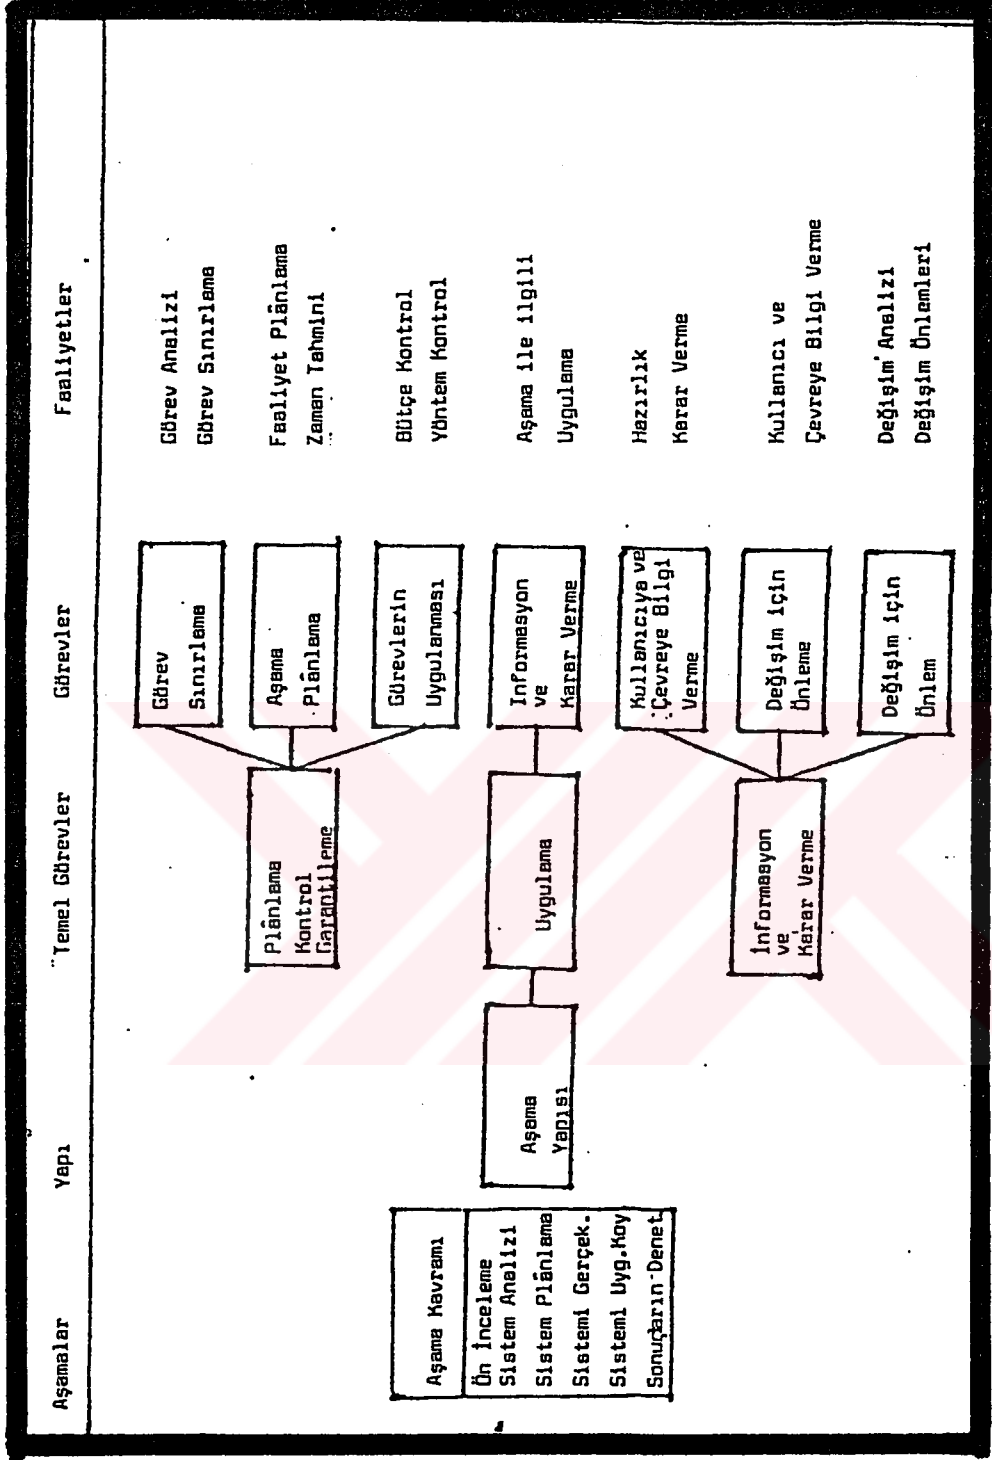 Aşamalar
Yapı
Temel Görevler
Görevler
Faaliyetler
Aşama Kavramı
Ön İnceleme
Sistem Analizi
Sistem Plânlama
Sistemi Gerçek.
Sistemi Uyg.Koy
Sonuçların Denet.
Aşama
Yapısı
Plânlama
Kontrol
Garantileme
Uygulama
İnformasyon
ve
Karar Verme
Görev
Sınırlama
Aşama
Plânlama
Görevlerin
Uygulanması
Informasyon
ve
Karar Verme
Kullanıcıya ve
Çevreye Bilgi
Verme
Değişim için
Önleme
Değişim için
Önlem
Görev Analizi
Görev Sınırlama
Faaliyet Plânlama
Zaman Tahmini
Bütçe Kontrol
Yöntem Kontrol
Aşama ile ilgili
Uygulama
Hazırlık
Karar Verme
Kullanıcı ve
Çevreye Bilgi Verme
Değişim Analizi
Değişim Önlemleri